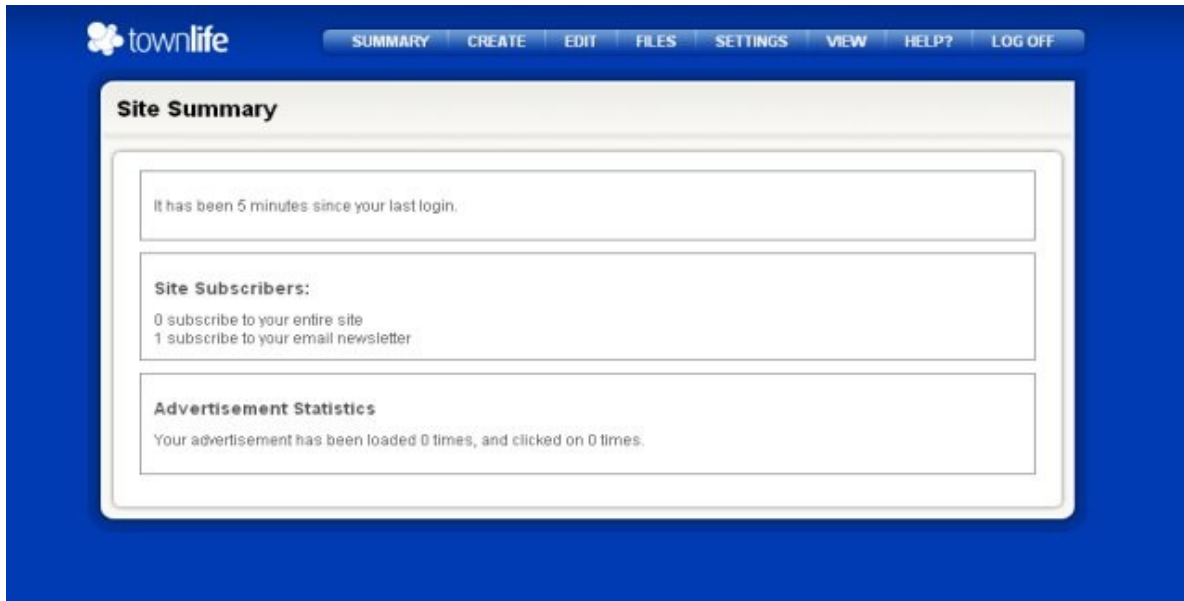 townlife
SUMMARY CREATE EDIT FILES SETTINGS VIEW HELP? LOG OFF
Site Summary
It has been 5 minutes since your last login.
Site Subscribers:
0 subscribe to your entire site
1 subscribe to your email newsletter
Advertisement Statistics
Your advertisement has been loaded 0 times, and clicked on 0 times.